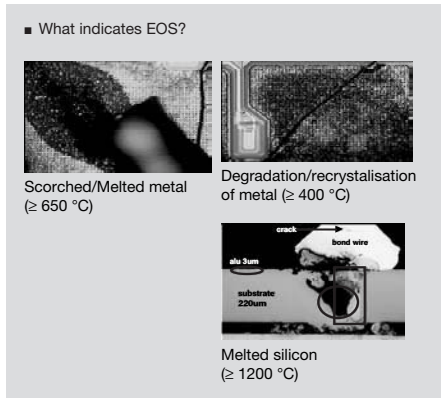 ■ What indicates EOS?
Scorched/Melted metal
(≥ 650 °C)
Degradation/recrystalisation
of metal (≥ 400 °C)
crack
bond wire
alu 3um
substrate
220um
Melted silicon
(≥ 1200 °C)